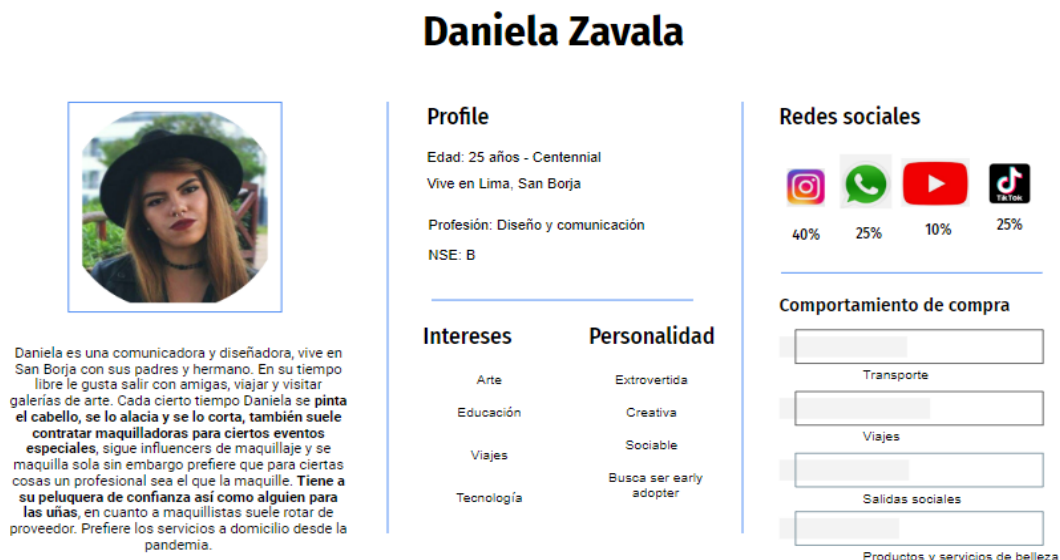 Daniela Zavala
Daniela es una comunicadora y diseñadora, vive en
San Borja con sus padres y hermano. En su tiempo
libre le gusta salir con amigas, viajar y visitar
galerías de arte. Cada cierto tiempo Daniela se pinta
el cabello, se lo alacia y se lo corta, también suele
contratar maquilladoras para ciertos eventos
especiales, sigue influencers de maquillaje y se
maquilla sola sin embargo prefiere que para ciertas
cosas un profesional sea el que la maquille. Tiene a
su peluquera de confianza así como alguien para
las uñas, en cuanto a maquillistas suele rotar de
proveedor. Prefiere los servicios a domicilio desde la
pandemia.
Profile
Edad: 25 años - Centennial
Vive en Lima, San Borja
Profesión: Diseño y comunicación
NSE: B
Intereses
Arte
Educación
Viajes
Tecnología
Personalidad
Extrovertida
Creativa
Sociable
Busca ser early
adopter
Redes sociales
TikTok
40% 25% 10% 25%
Comportamiento de compra
Transporte
Viajes
Salidas sociales
Productos y servicios de belleza